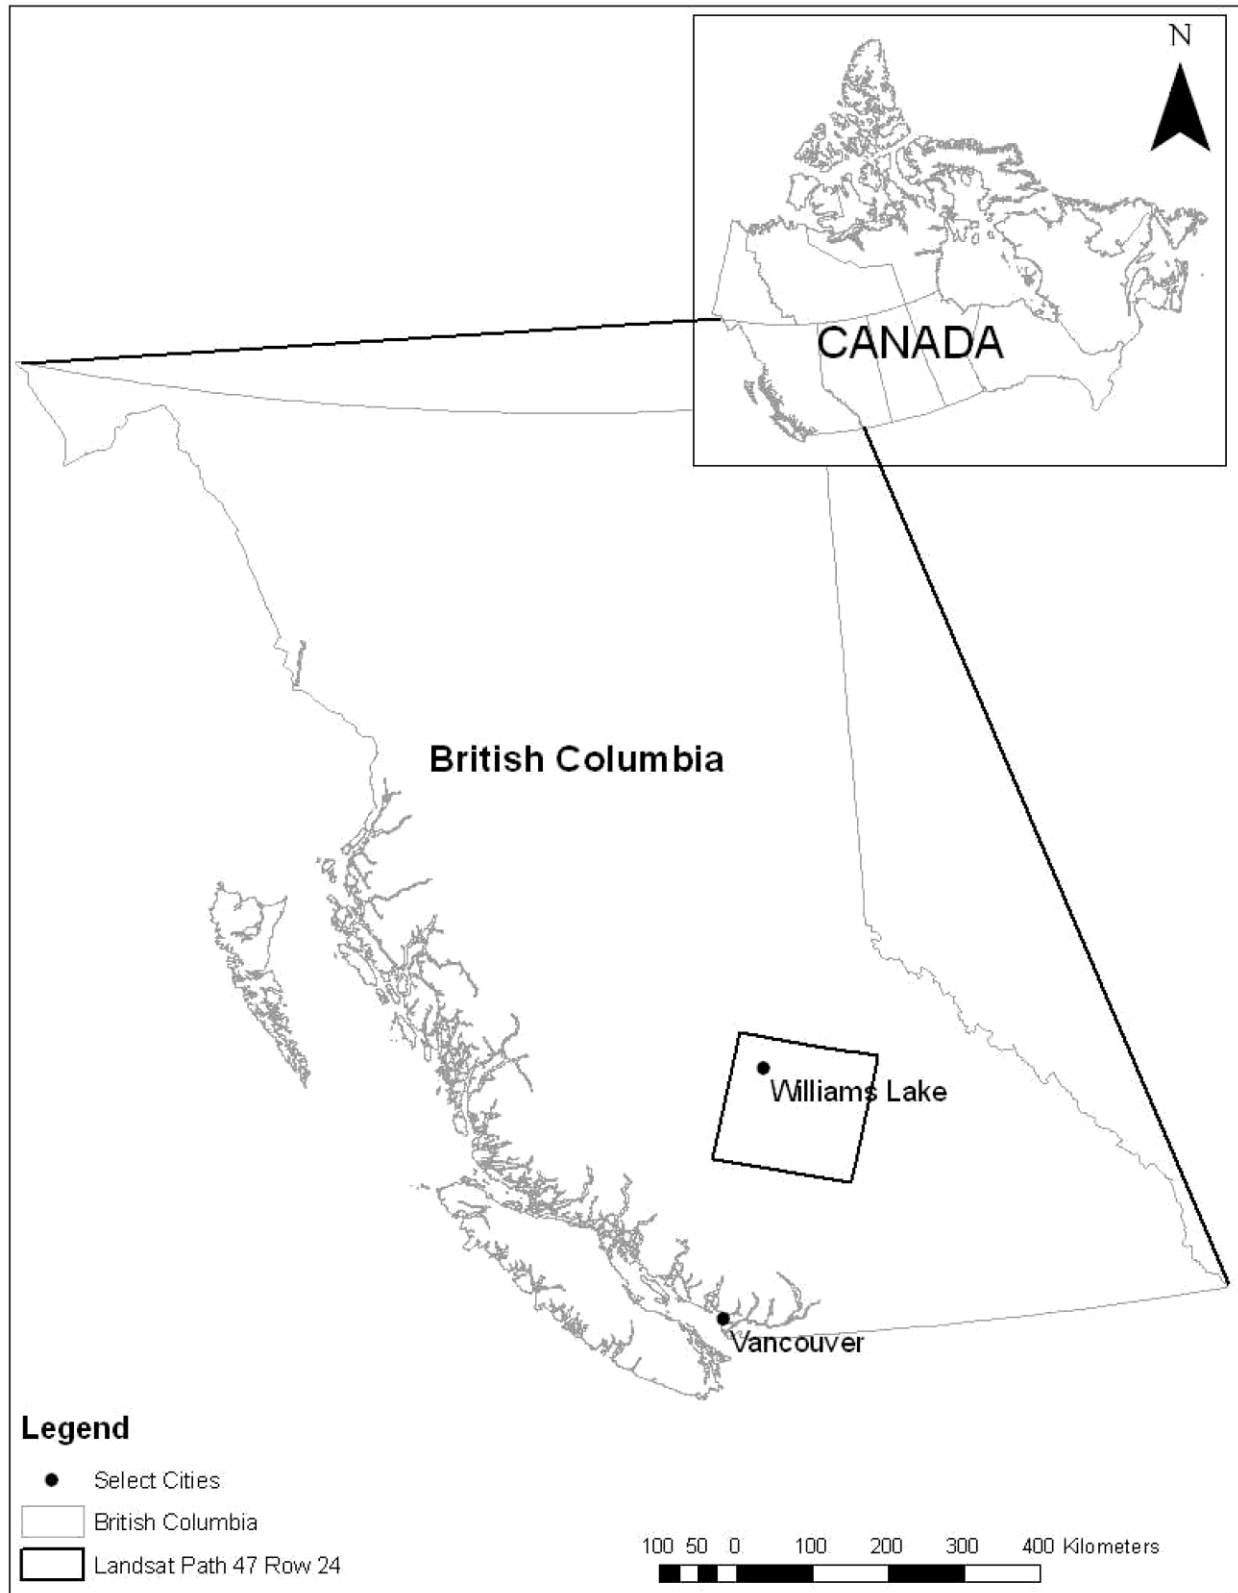 N
CANADA
British Columbia
Williams Lake
Vancouver
Legend
Select Cities
British Columbia
Landsat Path 47 Row 24
100 50 0 100 200 300 400 Kilometers